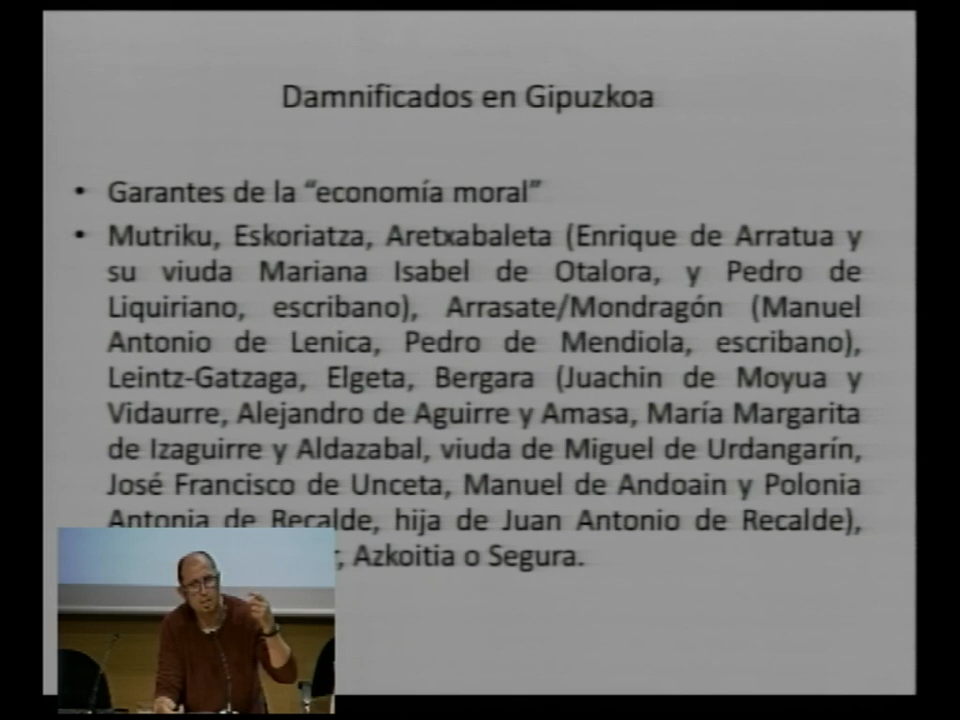 Damnificados en Gipuzkoa
• Garantes de la “economía moral”
• Mutriku, Eskoriatza, Aretxabaleta (Enrique de Arratua y
su viuda Mariana Isabel de Otalora, y Pedro de
Liquiriano, escribano), Arrasate/Mondragón (Manuel
Antonio de Lenica, Pedro de Mendiola, escribano),
Leintz-Gatzaga, Elgeta, Bergara (Juachin de Moyua y
Vidaurre, Alejandro de Aguirre y Amasa, María Margarita
de Izaguirre y Aldazabal, viuda de Miguel de Urdangarín,
José Francisco de Unceta, Manuel de Andoain y Polonia
Antonia de Recalde, hija de Juan Antonio de Recalde),
, Azkoitia o Segura.